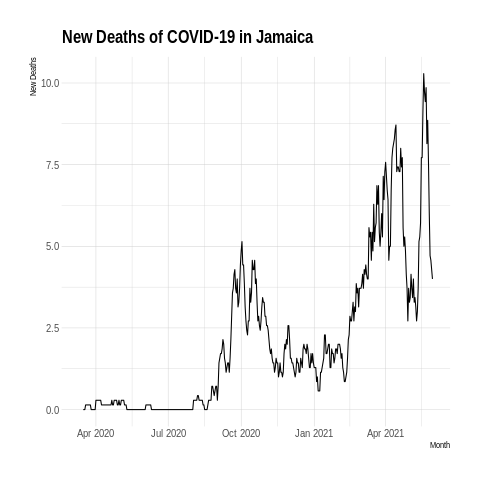 New Deaths of COVID-19 in Jamaica
New Deaths
10.0
7.5
5.0
2.5
0.0
Apr 2020 Jul 2020 Oct 2020 Jan 2021 Apr 2021
Month